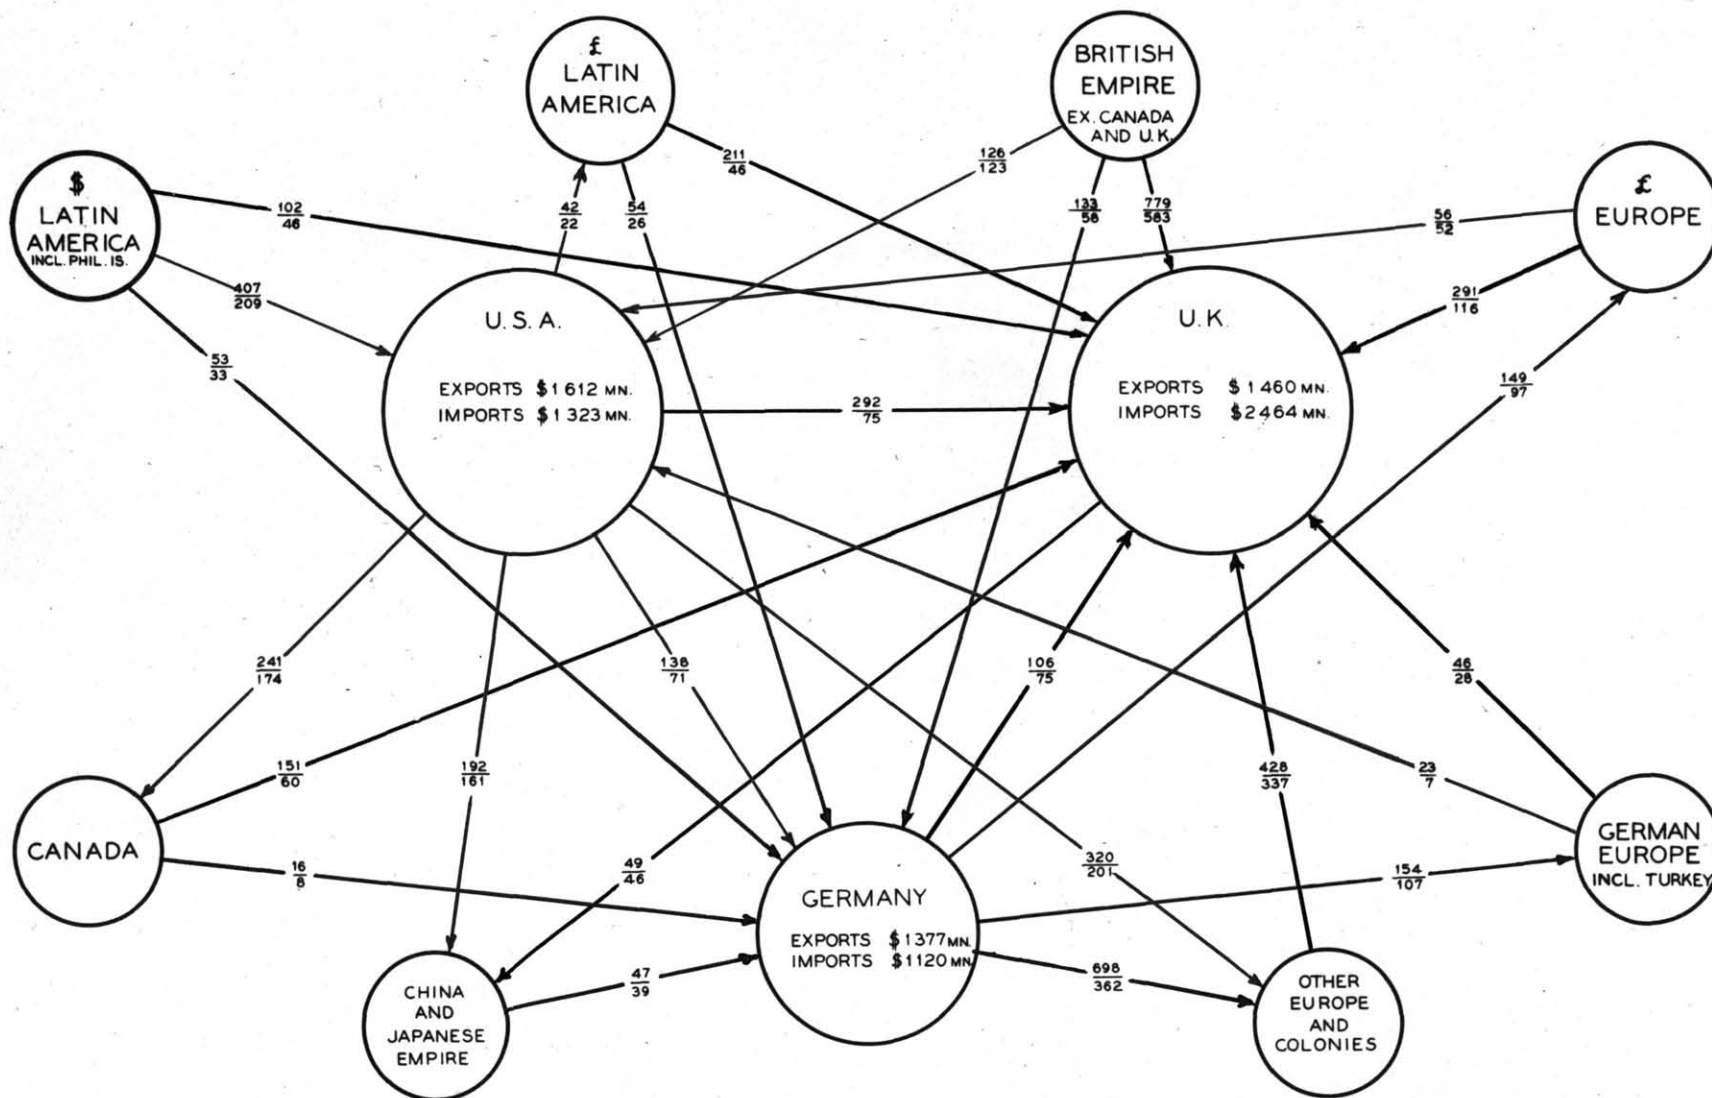 £
LATIN
AMERICA
BRITISH
EMPIRE
EX. CANADA
AND U.K.
$
LATIN
AMERICA
INCL. PHIL. IS.
£
EUROPE
211
46
126
123
102
46
42
22
54
26
133
58
779
583
56
52
407
209
291
116
U.S.A.
EXPORTS $1612 MN.
IMPORTS $1323 MN.
U.K.
EXPORTS $1460 MN.
IMPORTS $2464 MN.
53
33
292
75
149
97
241
174
138
71
106
75
46
28
151
60
192
161
428
337
23
7
CANADA
16
8
49
46
320
201
154
107
GERMAN
EUROPE
INCL. TURKEY
GERMANY
EXPORTS $1377 MN.
IMPORTS $1120 MN.
47
39
698
362
CHINA
AND
JAPANESE
EMPIRE
OTHER
EUROPE
AND
COLONIES